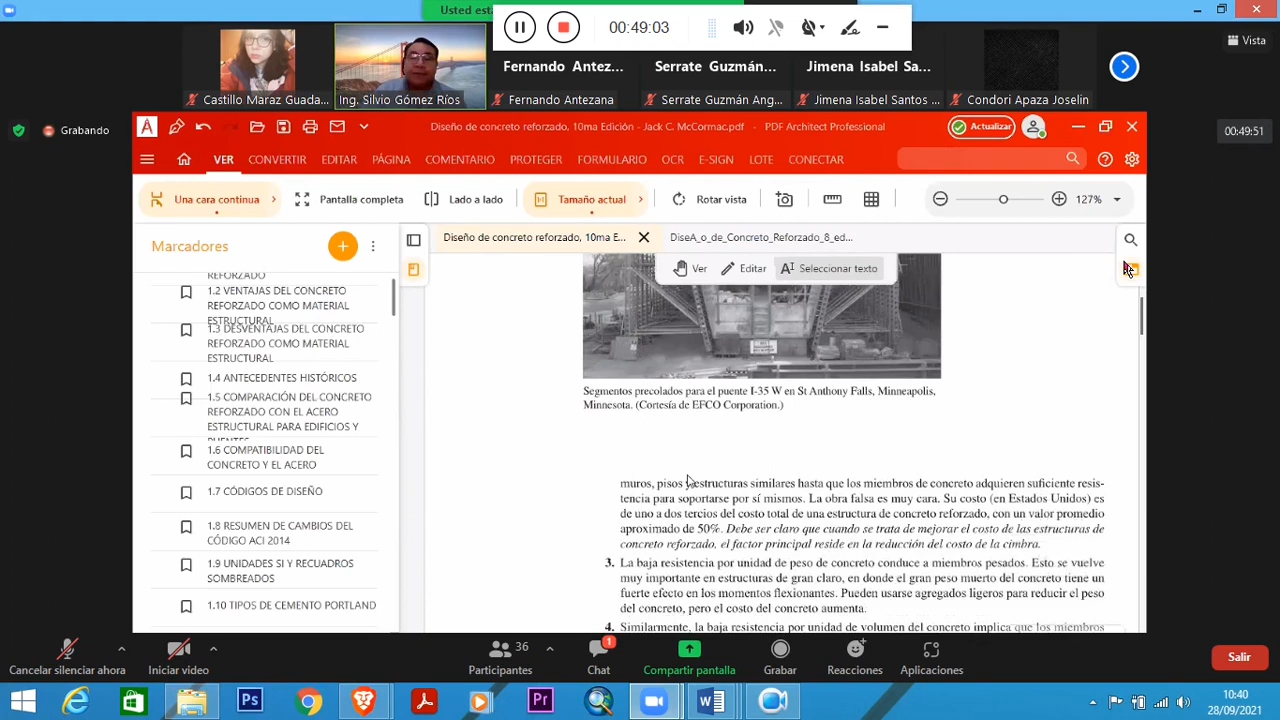 Usted est
00:49:03
Vista
Castillo Maraz Guada...
Ing. Silvio Gómez Ríos
Fernando Antez...
Fernando Antezana
Serrate Guzmán...
Serrate Guzmán Ang...
Jimena Isabel Sa...
Jimena Isabel Santos ...
Condori Apaza Joselin
Grabando
00:49:51
Diseño de concreto reforzado, 10ma Edición - Jack C. McCormac.pdf - PDF Architect Professional
Actualizar
VER CONVERTIR EDITAR PÁGINA COMENTARIO PROTEGER FORMULARIO OCR E-SIGN LOTE CONECTAR
Una cara continua
Pantalla completa
Lado a lado
Tamaño actual
Rotar vista
127%
Marcadores
Diseño de concreto reforzado, 10ma E...
DiseA_o_de_Concreto_Reforzado_8_ed...
Ver
Editar
Seleccionar texto
REFORZADO
1.2 VENTAJAS DEL CONCRETO
REFORZADO COMO MATERIAL
ESTRUCTURAL
1.3 DESVENTAJAS DEL CONCRETO
REFORZADO COMO MATERIAL
ESTRUCTURAL
1.4 ANTECEDENTES HISTÓRICOS
1.5 COMPARACIÓN DEL CONCRETO
REFORZADO CON EL ACERO
ESTRUCTURAL PARA EDIFICIOS Y
PUENTES
1.6 COMPATIBILIDAD DEL
CONCRETO Y EL ACERO
1.7 CÓDIGOS DE DISEÑO
1.8 RESUMEN DE CAMBIOS DEL
CÓDIGO ACI 2014
1.9 UNIDADES SI Y RECUADROS
SOMBREADOS
1.10 TIPOS DE CEMENTO PORTLAND
Segmentos precolados para el puente I-35 W en St Anthony Falls, Minneapolis,
Minnesota. (Cortesía de EFCO Corporation.)
muros, pisos y estructuras similares hasta que los miembros de concreto adquieren suficiente resis-
tencia para soportarse por sí mismos. La obra falsa es muy cara. Su costo (en Estados Unidos) es
de uno a dos tercios del costo total de una estructura de concreto reforzado, con un valor promedio
aproximado de 50%. Debe ser claro que cuando se trata de mejorar el costo de las estructuras de
concreto reforzado, el factor principal reside en la reducción del costo de la cimbra.
3. La baja resistencia por unidad de peso de concreto conduce a miembros pesados. Esto se vuelve
muy importante en estructuras de gran claro, en donde el gran peso muerto del concreto tiene un
fuerte efecto en los momentos flexionantes. Pueden usarse agregados ligeros para reducir el peso
del concreto, pero el costo del concreto aumenta.
4. Similarmente, la baja resistencia por unidad de volumen del concreto implica que los miembros
Cancelar silenciar ahora
Iniciar video
36
Participantes
1
Chat
Compartir pantalla
Grabar
Reacciones
Aplicaciones
Salir
Ps
Pr
10:40
28/09/2021